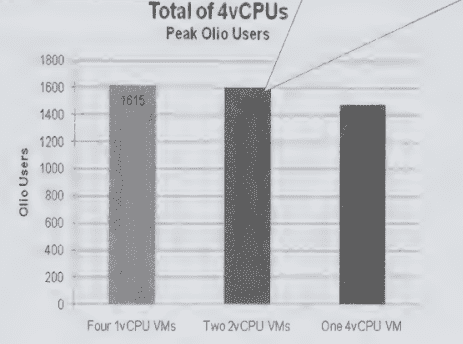 Total of 4vCPUs
Peak Olio Users
1800
1600
1615
1400
1200
1000
800
600
400
200
0
Olio Users
Four 1vCPU VMs
Two 2vCPU VMs
One 4vCPU VM